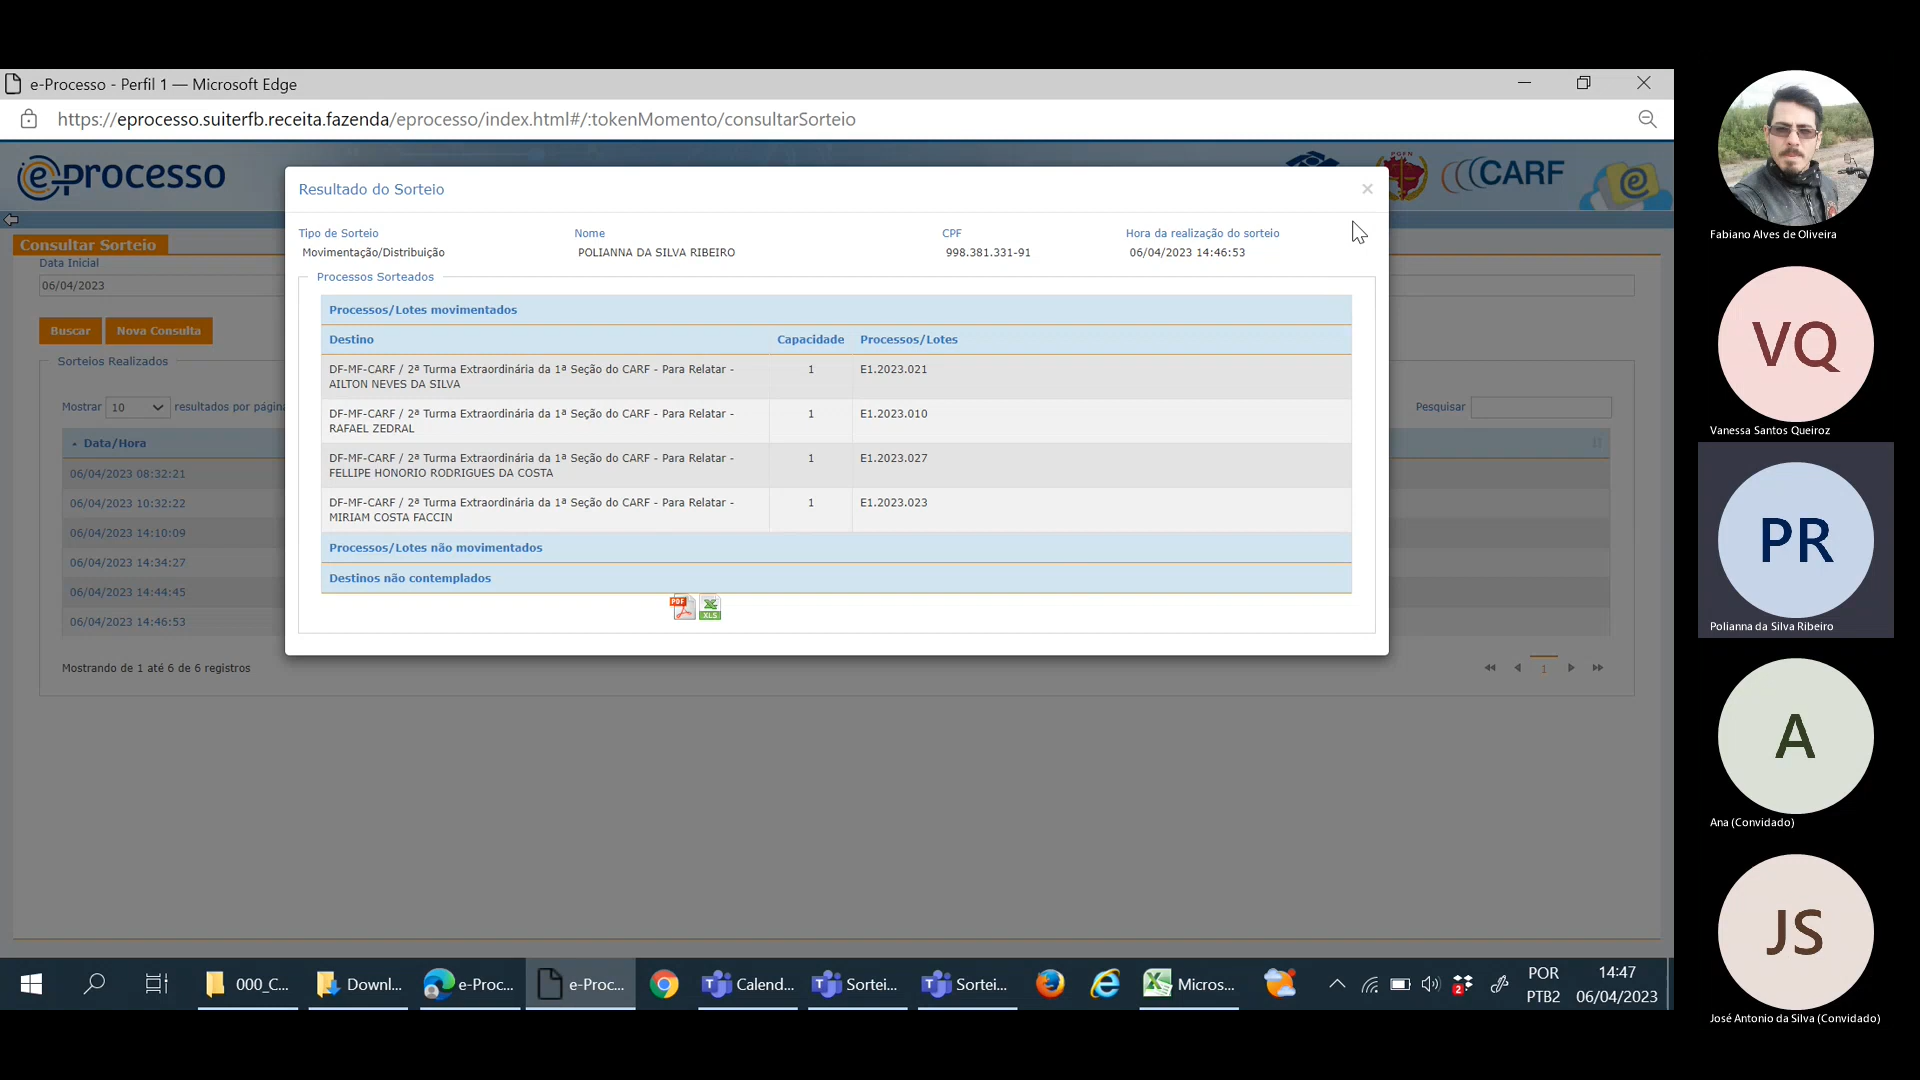 e-Processo - Perfil 1 — Microsoft Edge
https://eprocesso.suiterfb.receita.fazenda/eprocesso/index.html#/:tokenMomento/consultarSorteio
e-processo
PGFN
CARF
Resultado do Sorteio
Tipo de Sorteio Nome CPF Hora da realização do sorteio
Movimentação/Distribuição POLIANNA DA SILVA RIBEIRO 998.381.331-91 06/04/2023 14:46:53
Processos Sorteados
Processos/Lotes movimentados
Destino Capacidade Processos/Lotes
DF-MF-CARF / 2ª Turma Extraordinária da 1ª Seção do CARF - Para Relatar - 1 E1.2023.021
AILTON NEVES DA SILVA
DF-MF-CARF / 2ª Turma Extraordinária da 1ª Seção do CARF - Para Relatar - 1 E1.2023.010
RAFAEL ZEDRAL
DF-MF-CARF / 2ª Turma Extraordinária da 1ª Seção do CARF - Para Relatar - 1 E1.2023.027
FELLIPE HONORIO RODRIGUES DA COSTA
DF-MF-CARF / 2ª Turma Extraordinária da 1ª Seção do CARF - Para Relatar - 1 E1.2023.023
MIRIAM COSTA FACCIN
Processos/Lotes não movimentados
Destinos não contemplados
PDF XLS
Consultar Sorteio
Data Inicial
06/04/2023
Buscar Nova Consulta
Sorteios Realizados
Mostrar 10 resultados por página
Pesquisar
Data/Hora
06/04/2023 08:32:21
06/04/2023 10:32:22
06/04/2023 14:10:09
06/04/2023 14:34:27
06/04/2023 14:44:45
06/04/2023 14:46:53
Mostrando de 1 até 6 de 6 registros
1
000_C...
Downl...
e-Proc...
e-Proc...
Calend...
Sortei...
Sortei...
Micros...
2
POR
PTB2
14:47
06/04/2023
Fabiano Alves de Oliveira
VQ
Vanessa Santos Queiroz
PR
Polianna da Silva Ribeiro
A
Ana (Convidado)
JS
José Antonio da Silva (Convidado)